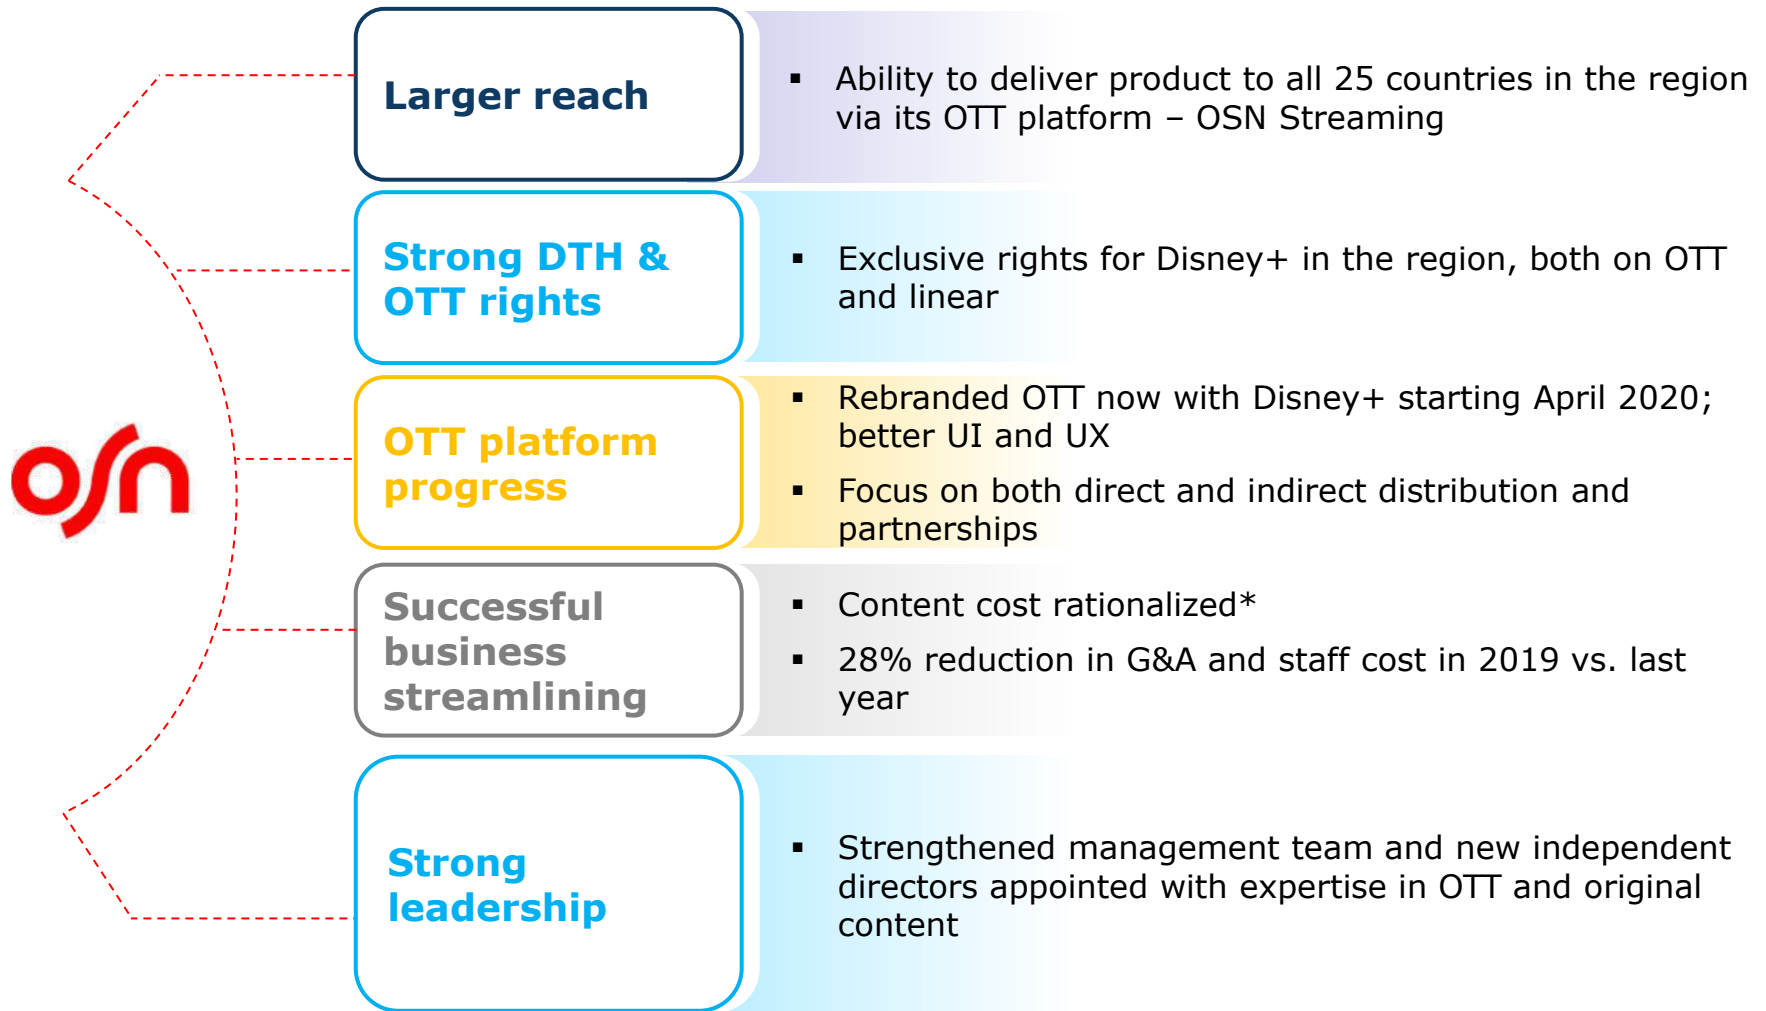 osn
Larger reach
▪ Ability to deliver product to all 25 countries in the region
via its OTT platform – OSN Streaming
Strong DTH &
OTT rights
▪ Exclusive rights for Disney+ in the region, both on OTT
and linear
OTT platform
progress
▪ Rebranded OTT now with Disney+ starting April 2020;
better UI and UX
▪ Focus on both direct and indirect distribution and
partnerships
Successful
business
streamlining
▪ Content cost rationalized*
▪ 28% reduction in G&A and staff cost in 2019 vs. last
year
Strong
leadership
▪ Strengthened management team and new independent
directors appointed with expertise in OTT and original
content